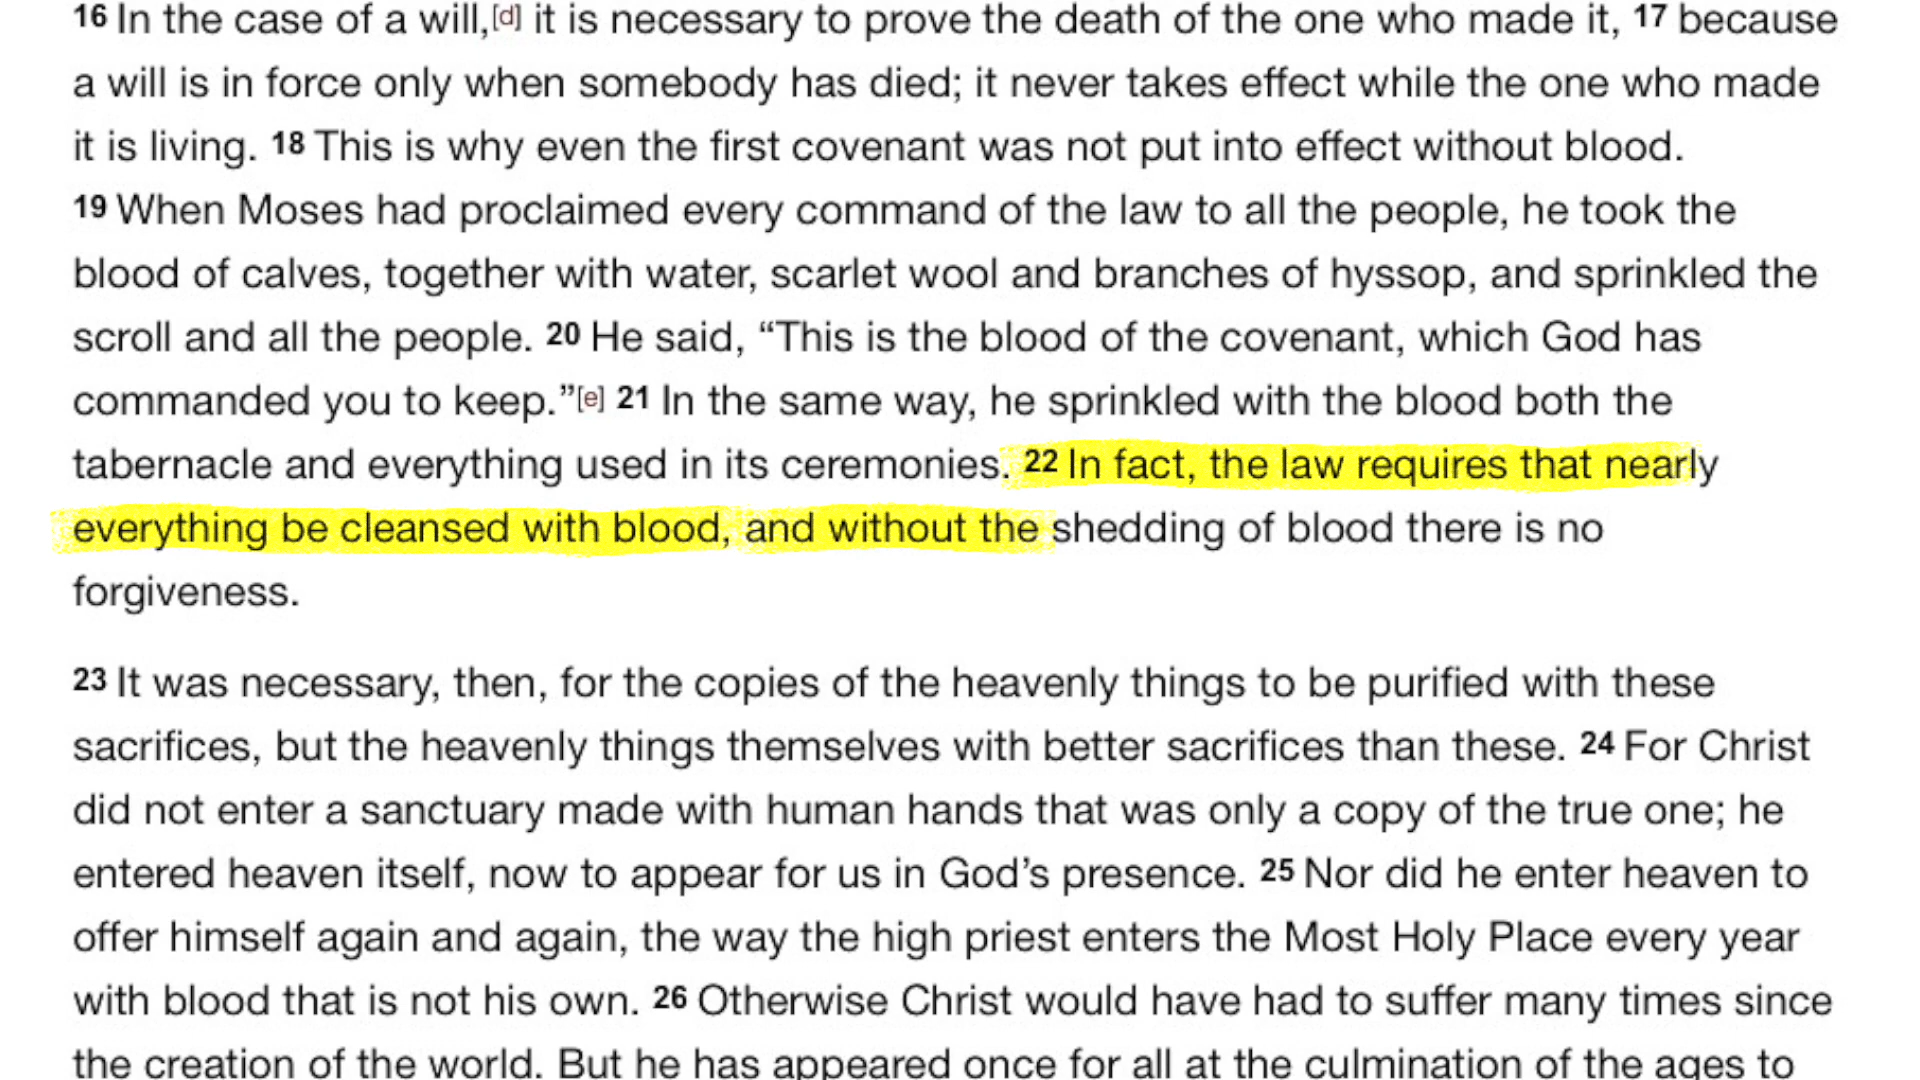 16 In the case of a will,[d] it is necessary to prove the death of the one who made it, 17 because
a will is in force only when somebody has died; it never takes effect while the one who made
it is living. 18 This is why even the first covenant was not put into effect without blood.
19 When Moses had proclaimed every command of the law to all the people, he took the
blood of calves, together with water, scarlet wool and branches of hyssop, and sprinkled the
scroll and all the people. 20 He said, “This is the blood of the covenant, which God has
commanded you to keep.”[e] 21 In the same way, he sprinkled with the blood both the
tabernacle and everything used in its ceremonies. 22 In fact, the law requires that nearly
everything be cleansed with blood, and without the shedding of blood there is no
forgiveness.
23 It was necessary, then, for the copies of the heavenly things to be purified with these
sacrifices, but the heavenly things themselves with better sacrifices than these. 24 For Christ
did not enter a sanctuary made with human hands that was only a copy of the true one; he
entered heaven itself, now to appear for us in God’s presence. 25 Nor did he enter heaven to
offer himself again and again, the way the high priest enters the Most Holy Place every year
with blood that is not his own. 26 Otherwise Christ would have had to suffer many times since
the creation of the world. But he has appeared once for all at the culmination of the ages to